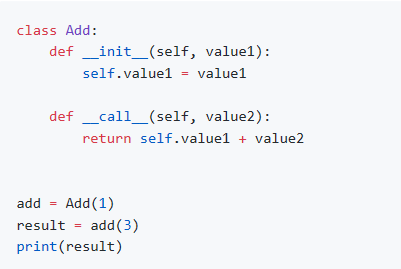 class Add:
    def __init__(self, value1):
        self.value1 = value1

    def __call__(self, value2):
        return self.value1 + value2


add = Add(1)
result = add(3)
print(result)